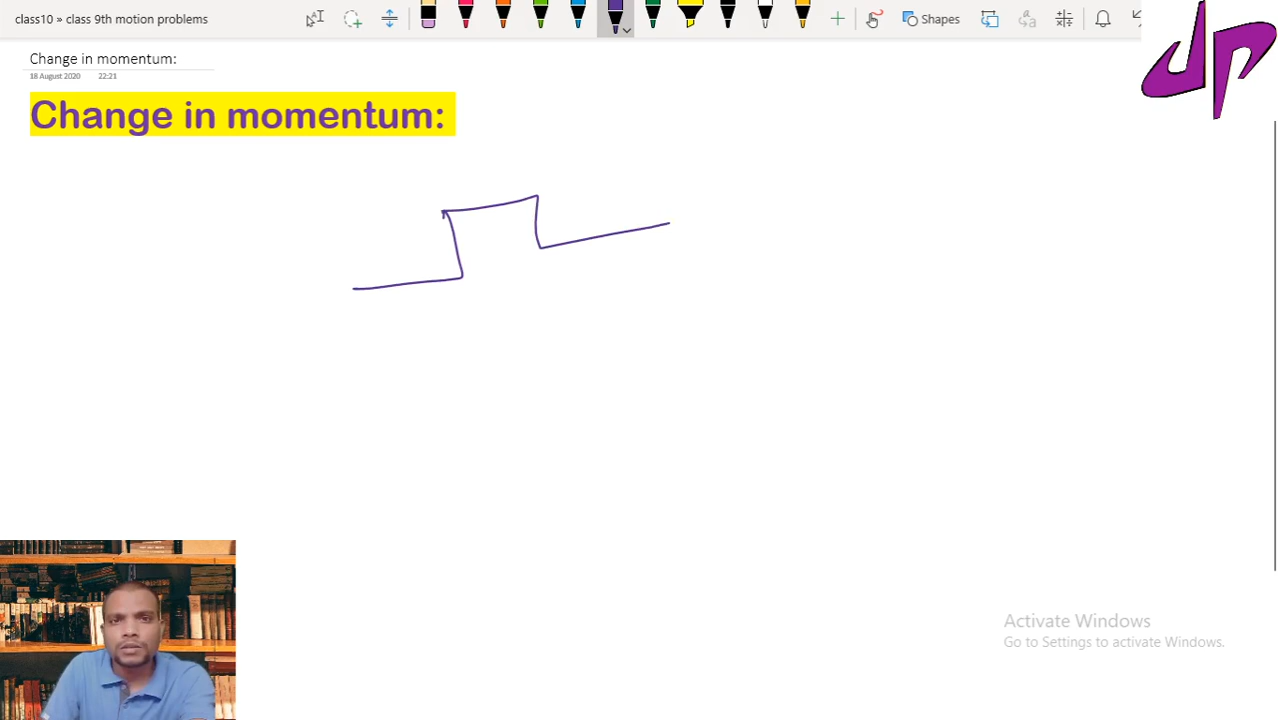 class10 » class 9th motion problems
Shapes
Change in momentum:
18 August 2020 22:21
Change in momentum:
Activate Windows
Go to Settings to activate Windows.